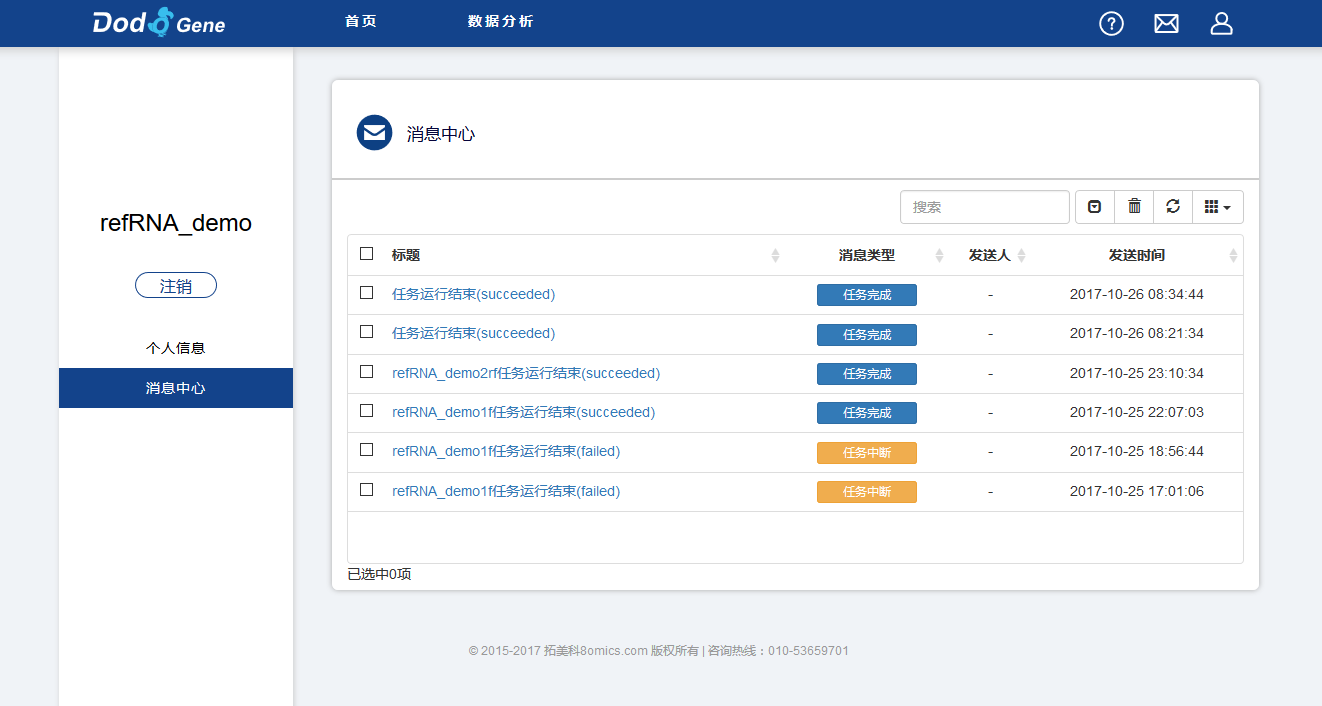 Dodo Gene 首页 数据分析
refRNA_demo
注销
个人信息
消息中心
消息中心
搜索
标题 消息类型 发送人 发送时间
任务运行结束(succeeded) 任务完成 - 2017-10-26 08:34:44
任务运行结束(succeeded) 任务完成 - 2017-10-26 08:21:34
refRNA_demo2rf任务运行结束(succeeded) 任务完成 - 2017-10-25 23:10:34
refRNA_demo1f任务运行结束(succeeded) 任务完成 - 2017-10-25 22:07:03
refRNA_demo1f任务运行结束(failed) 任务中断 - 2017-10-25 18:56:44
refRNA_demo1f任务运行结束(failed) 任务中断 - 2017-10-25 17:01:06
已选中0项
© 2015-2017 拓美科8omics.com 版权所有 | 咨询热线：010-53659701